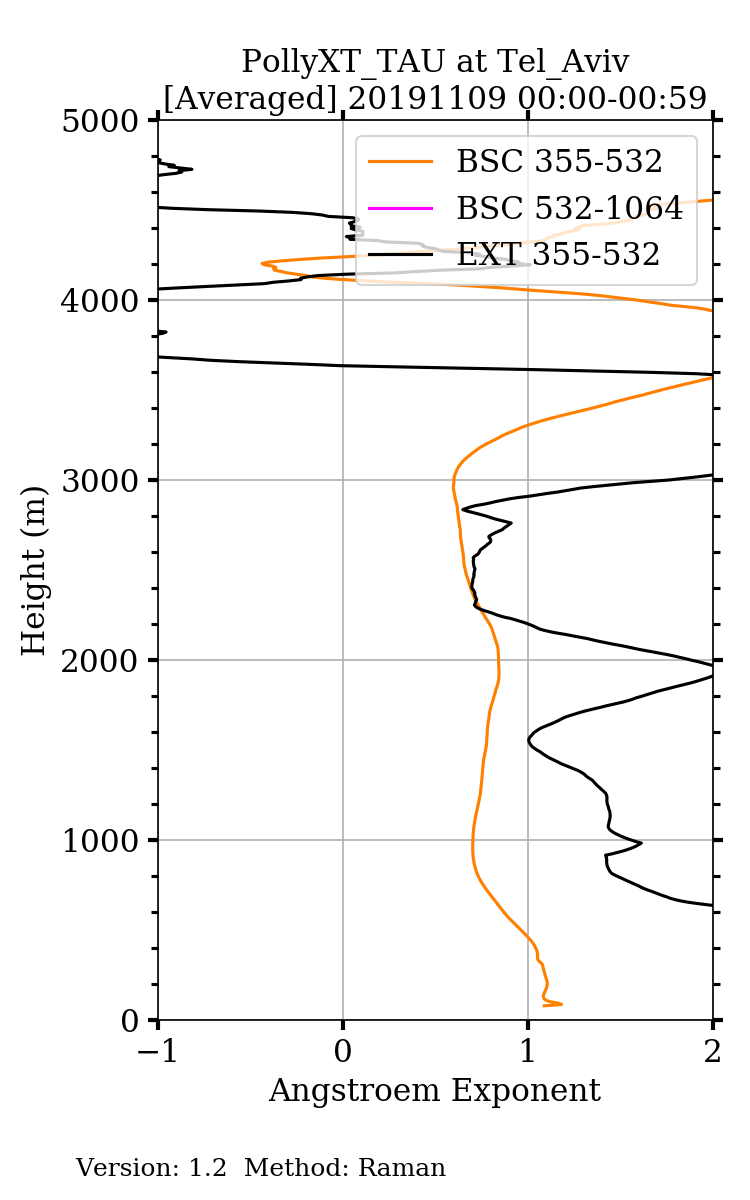 PollyXT_TAU at Tel_Aviv
[Averaged] 20191109 00:00-00:59
BSC 355-532
BSC 532-1064
EXT 355-532
5000
4000
3000
2000
1000
0
Height (m)
−1 0 1 2
Angstroem Exponent
Version: 1.2 Method: Raman